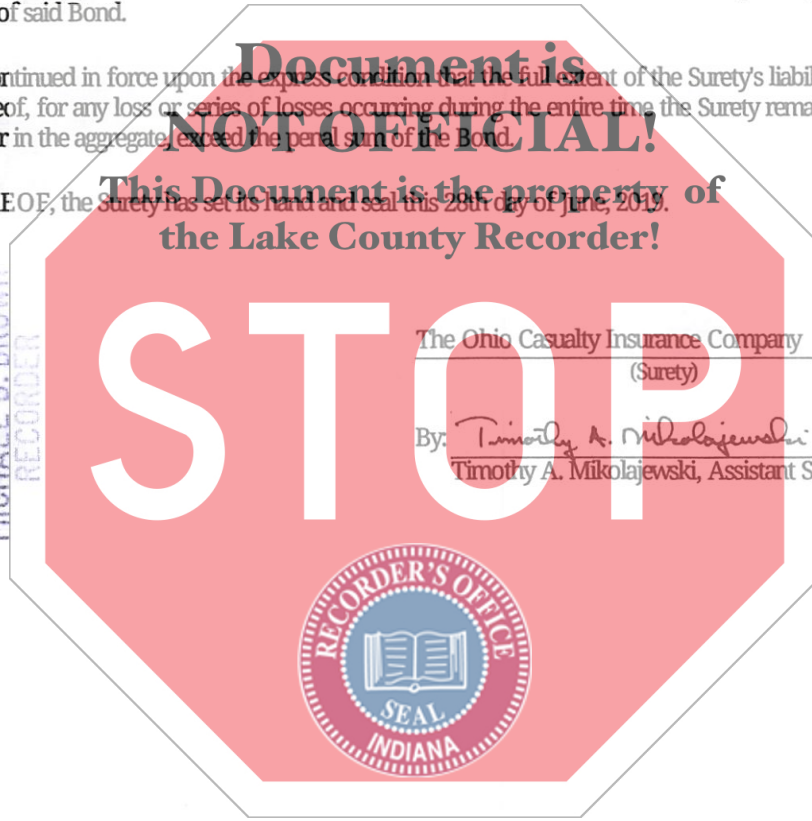 of said Bond.
Document is
ntinued in force upon the express condition that the full extent of the Surety's liabil
eof, for any loss or series of losses occurring during the entire time the Surety rema
NOT OFFICIAL!
r in the aggregate, exceed the penal sum of the Bond.
This Document is the property of
EOF, the Surety has set its hand and seal this 28th day of June, 2019.
the Lake County Recorder!
STOP
RECORDER
The Ohio Casualty Insurance Company
(Surety)
By: Timothy A. Mikolajewski
Timothy A. Mikolajewski, Assistant S
RECORDER'S OFFICE
SEAL
INDIANA